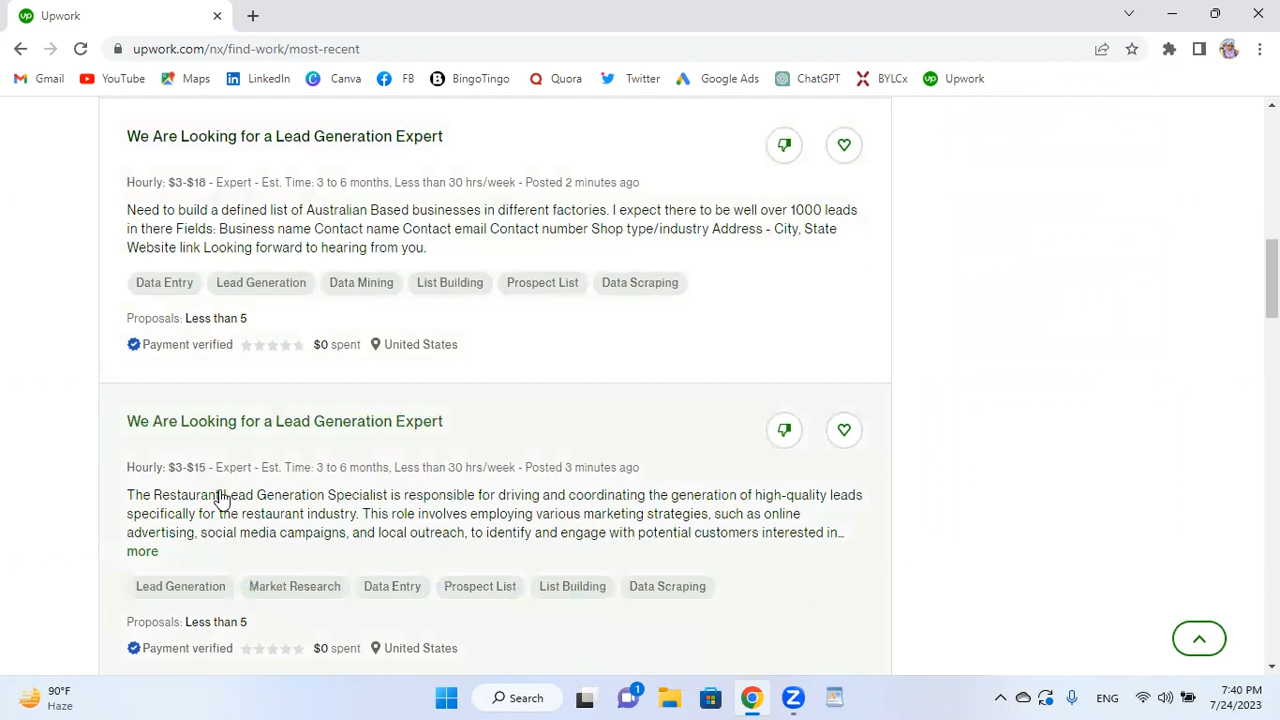 Upwork
upwork.com/nx/find-work/most-recent
Gmail YouTube Maps LinkedIn Canva FB BingoTingo Quora Twitter Google Ads ChatGPT BYLCx Upwork
We Are Looking for a Lead Generation Expert
Hourly: $3-$18 - Expert - Est. Time: 3 to 6 months, Less than 30 hrs/week - Posted 2 minutes ago
Need to build a defined list of Australian Based businesses in different factories. I expect there to be well over 1000 leads
in there Fields: Business name Contact name Contact email Contact number Shop type/industry Address - City, State
Website link Looking forward to hearing from you.
Data Entry Lead Generation Data Mining List Building Prospect List Data Scraping
Proposals: Less than 5
Payment verified $0 spent United States
We Are Looking for a Lead Generation Expert
Hourly: $3-$15 - Expert - Est. Time: 3 to 6 months, Less than 30 hrs/week - Posted 3 minutes ago
The Restaurant Lead Generation Specialist is responsible for driving and coordinating the generation of high-quality leads
specifically for the restaurant industry. This role involves employing various marketing strategies, such as online
advertising, social media campaigns, and local outreach, to identify and engage with potential customers interested in…
more
Lead Generation Market Research Data Entry Prospect List List Building Data Scraping
Proposals: Less than 5
Payment verified $0 spent United States
90°F
Haze
Search
1
ENG
7:40 PM
7/24/2023